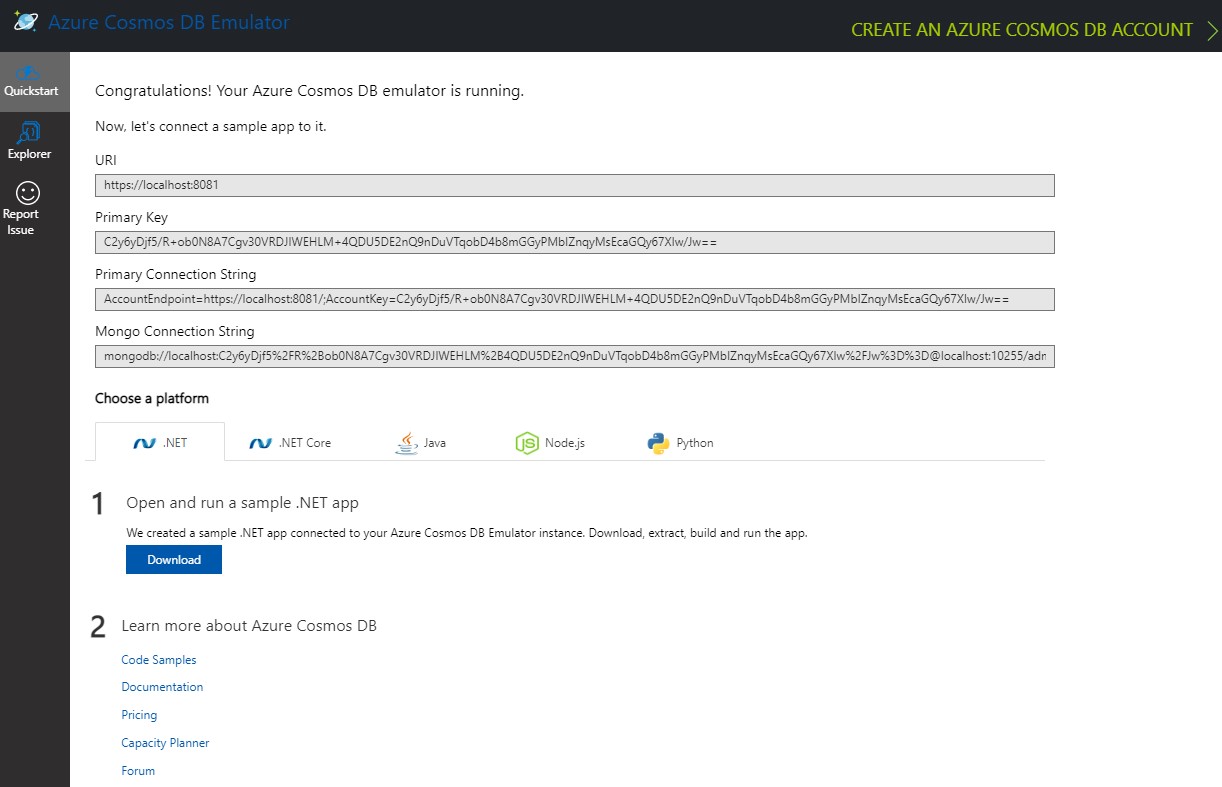 Azure Cosmos DB Emulator
CREATE AN AZURE COSMOS DB ACCOUNT
Quickstart
Explorer
Report
Issue
Congratulations! Your Azure Cosmos DB emulator is running.
Now, let's connect a sample app to it.
URI
https://localhost:8081
Primary Key
C2y6yDjf5/R+ob0N8A7Cgv30VRDJIWEHLM+4QDU5DE2nQ9nDuVTqobD4b8mGGyPMbIZnqyMsEcaGQy67XIw/Jw==
Primary Connection String
AccountEndpoint=https://localhost:8081/;AccountKey=C2y6yDjf5/R+ob0N8A7Cgv30VRDJIWEHLM+4QDU5DE2nQ9nDuVTqobD4b8mGGyPMbIZnqyMsEcaGQy67XIw/Jw==
Mongo Connection String
mongodb://localhost:C2y6yDjf5%2FR%2Bob0N8A7Cgv30VRDJIWEHLM%2B4QDU5DE2nQ9nDuVTqobD4b8mGGyPMbIZnqyMsEcaGQy67XIw%2FJw%3D%3D@localhost:10255/adm
Choose a platform
.NET
.NET Core
Java
JS
Node.js
Python
1 Open and run a sample .NET app
We created a sample .NET app connected to your Azure Cosmos DB Emulator instance. Download, extract, build and run the app.
Download
2 Learn more about Azure Cosmos DB
Code Samples
Documentation
Pricing
Capacity Planner
Forum